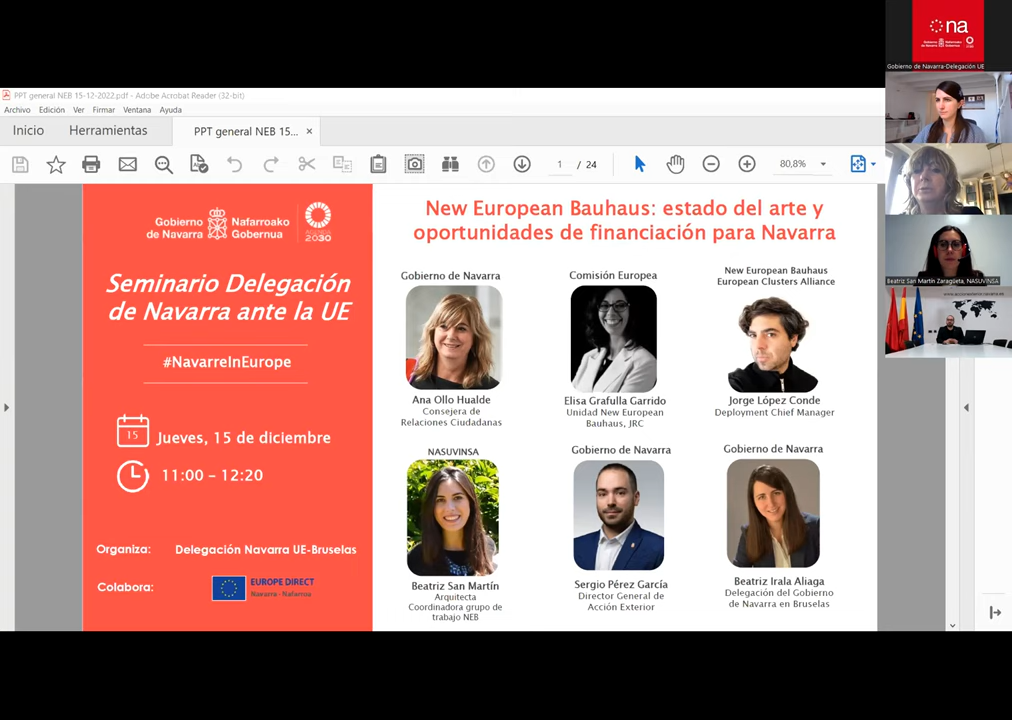 PPT general NEB 15-12-2022.pdf - Adobe Acrobat Reader (32-bit)
Archivo Edición Ver Firmar Ventana Ayuda
Inicio Herramientas PPT general NEB 15... ×
1 / 24 80,8%
Gobierno de Navarra Nafarroako Gobernua
2030
Seminario Delegación
de Navarra ante la UE
#NavarreInEurope
15 Jueves, 15 de diciembre
11:00 – 12:20
Organiza: Delegación Navarra UE-Bruselas
Colabora: EUROPE DIRECT
Navarra - Nafarroa
New European Bauhaus: estado del arte y
oportunidades de financiación para Navarra
Gobierno de Navarra
Ana Ollo Hualde
Consejera de
Relaciones Ciudadanas
Comisión Europea
Elisa Grafulla Garrido
Unidad New European
Bauhaus, JRC
New European Bauhaus
European Clusters Alliance
Jorge López Conde
Deployment Chief Manager
NASUVINSA
Beatriz San Martín
Arquitecta
Coordinadora grupo de
trabajo NEB
Gobierno de Navarra
Sergio Pérez García
Director General de
Acción Exterior
Gobierno de Navarra
Beatriz Irala Aliaga
Delegación del Gobierno
de Navarra en Bruselas
na
Gobierno de Navarra Nafarroako Gobernua
Gobierno de Navarra-Delegación UE
Beatriz San Martín Zaragüeta, NASUVINSA